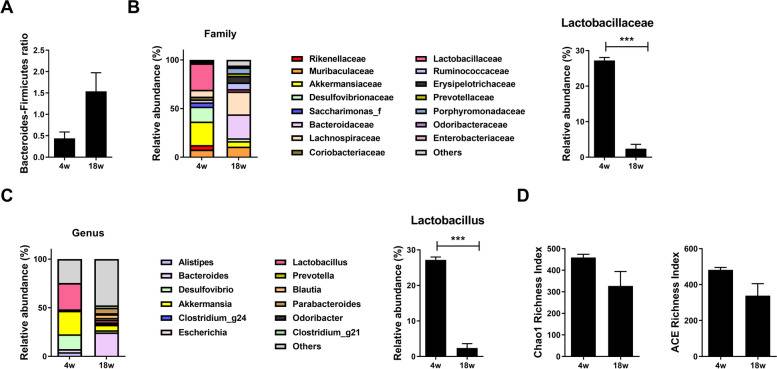 A
Bacteroides-Firmicutes ratio
2.5
2.0
1.5
1.0
0.5
0.0
4w
18w
B
Family
Relative abundance (%)
100
50
0
4w
18w
Rikenellaceae
Muribaculaceae
Akkermansiaceae
Desulfovibrionaceae
Saccharimonas_f
Bacteroidaceae
Lachnospiraceae
Coriobacteriaceae
Lactobacillaceae
Ruminococcaceae
Erysipelotrichaceae
Prevotellaceae
Porphyromonadaceae
Odoribacteraceae
Enterobacteriaceae
Others
Lactobacillaceae
***
Relative abundance (%)
30
20
10
0
4w
18w
C
Genus
Relative abundance (%)
100
50
0
4w
18w
Alistipes
Bacteroides
Desulfovibrio
Akkermansia
Clostridium_g24
Escherichia
Lactobacillus
Prevotella
Blautia
Parabacteroides
Odoribacter
Clostridium_g21
Others
Lactobacillus
***
Relative abundance (%)
30
20
10
0
4w
18w
D
Chao1 Richness Index
500
400
300
200
100
0
4w
18w
ACE Richness Index
600
400
200
0
4w
18w